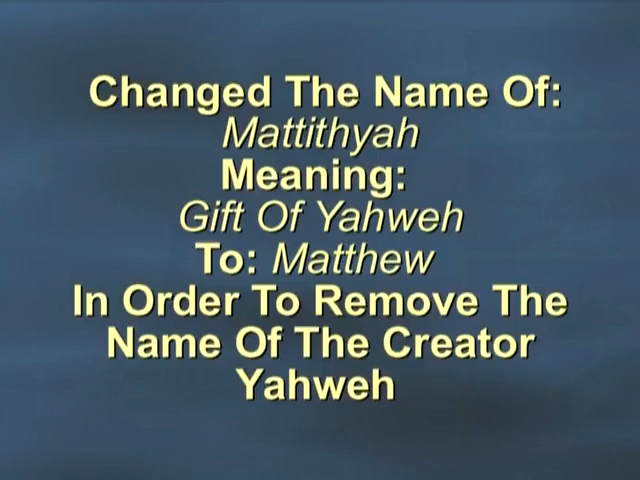 Changed The Name Of:
Mattithyah
Meaning:
Gift Of Yahweh
To: Matthew
In Order To Remove The
Name Of The Creator
Yahweh